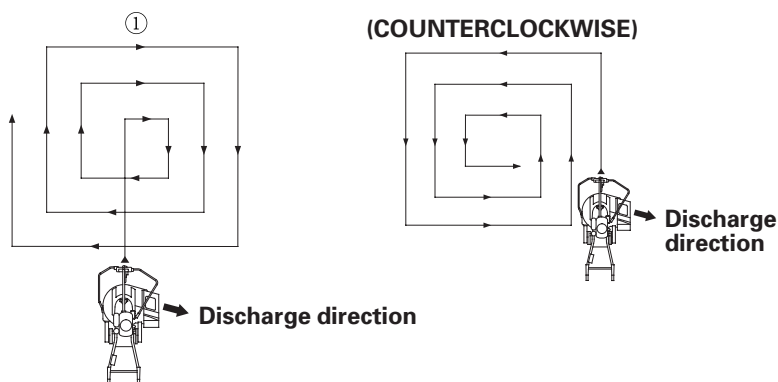 ①
(COUNTERCLOCKWISE)
Discharge
direction
Discharge direction